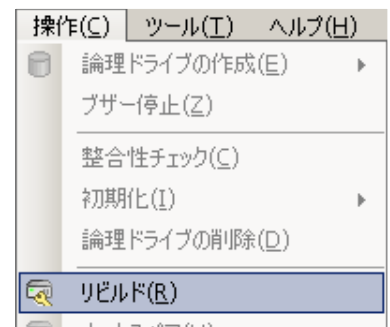 操作(C) ツール(T) ヘルプ(H)
論理ドライブの作成(E)
ブザー停止(Z)
整合性チェック(C)
初期化(I)
論理ドライブの削除(D)
リビルド(R)